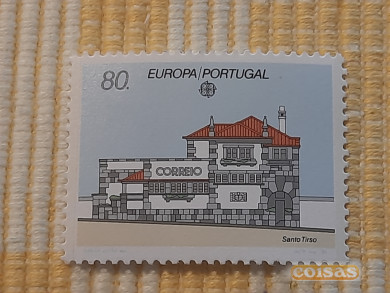 80. EUROPA/PORTUGAL
CORREIO
Santo Tirso
coisas